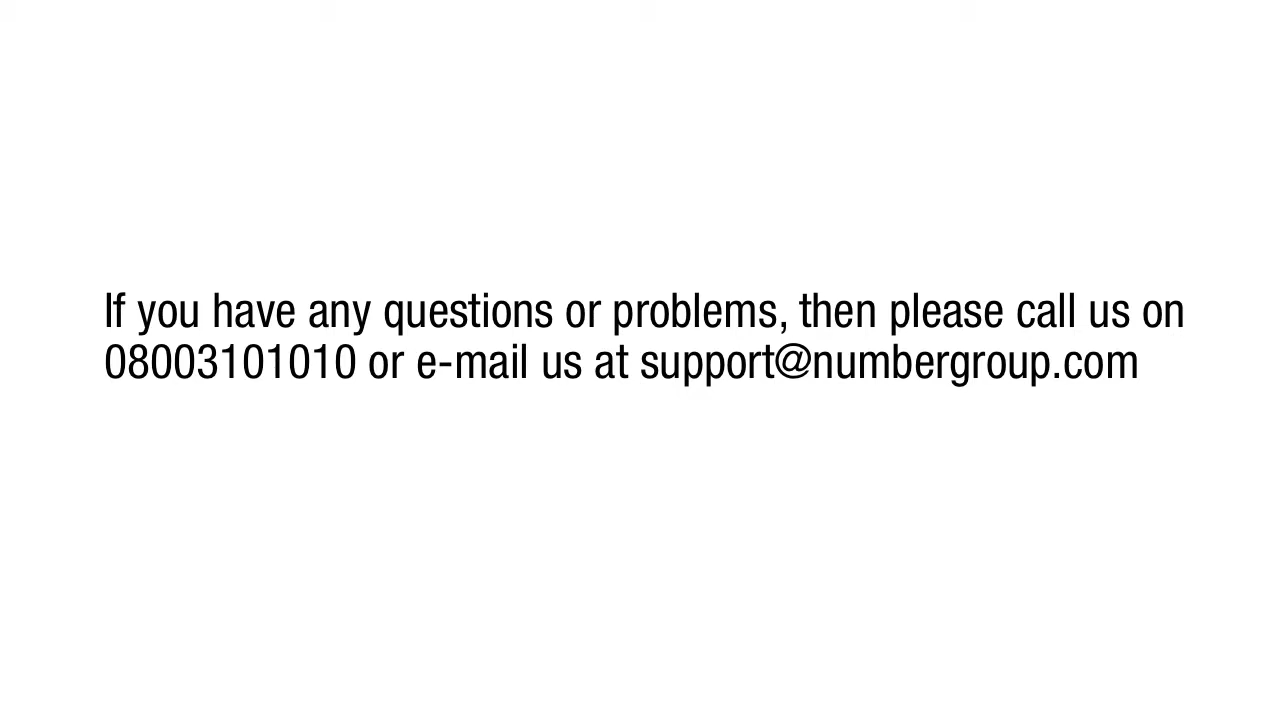 If you have any questions or problems, then please call us on
08003101010 or e-mail us at support@numbergroup.com